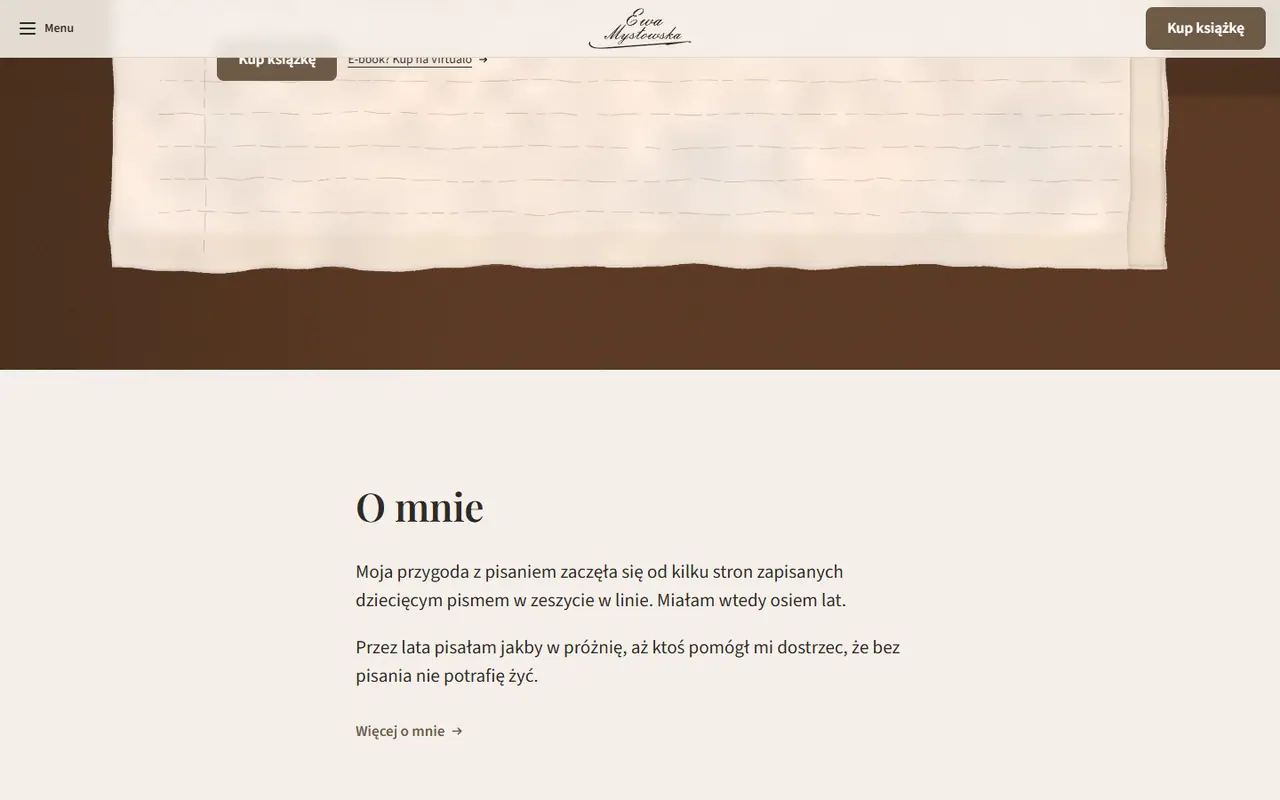 Menu
Ewa
Mysłowska
Kup książkę
Kup książkę
E-book? Kup na Virtualo →
O mnie
Moja przygoda z pisaniem zaczęła się od kilku stron zapisanych
dziecięcym pismem w zeszycie w linie. Miałam wtedy osiem lat.
Przez lata pisałam jakby w próżnię, aż ktoś pomógł mi dostrzec, że bez
pisania nie potrafię żyć.
Więcej o mnie →